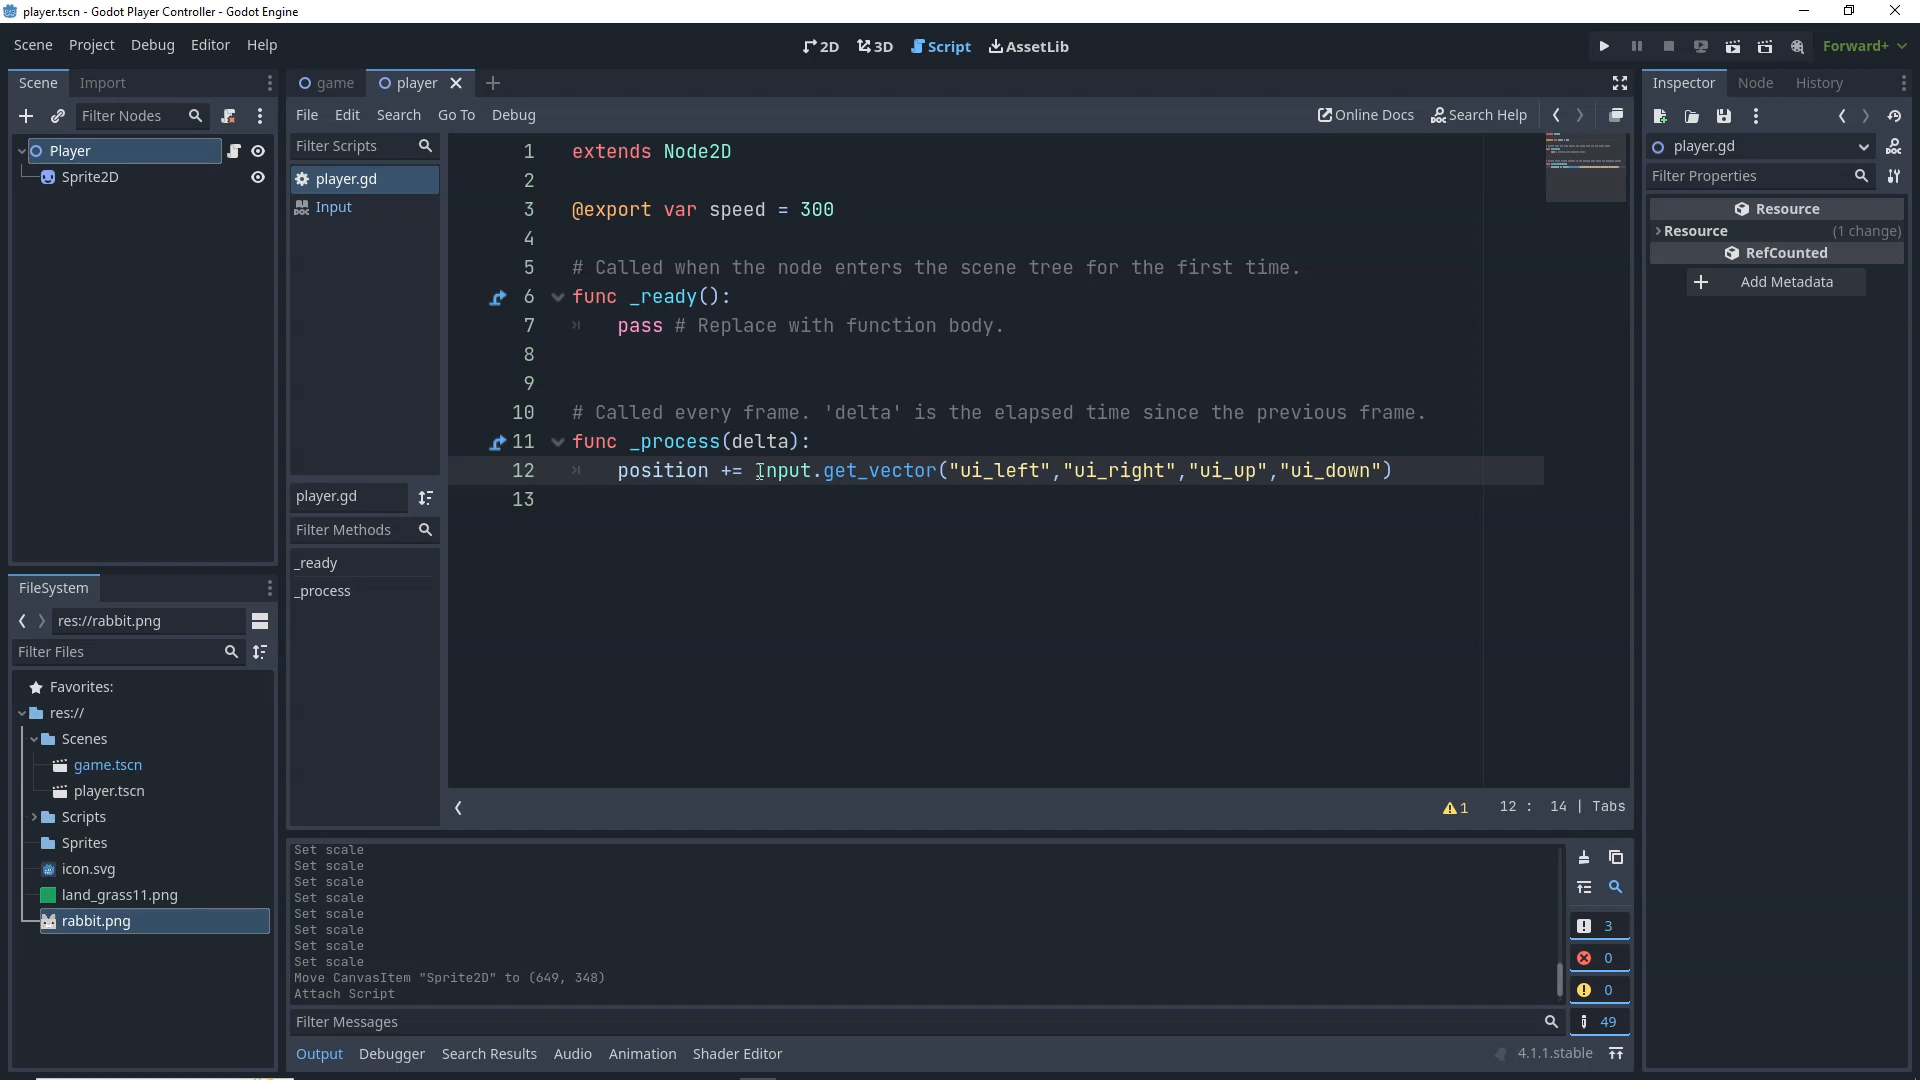 player.tscn - Godot Player Controller - Godot Engine
Scene Project Debug Editor Help
2D 3D Script AssetLib
Forward+
Scene Import
game player
Inspector Node History
Filter Nodes
File Edit Search Go To Debug
Online Docs Search Help
Player
Sprite2D
Filter Scripts
player.gd
Input
player.gd
Filter Methods
_ready
_process
1 extends Node2D
2
3 @export var speed = 300
4
5 # Called when the node enters the scene tree for the first time.
6 func _ready():
7 pass # Replace with function body.
8
9
10 # Called every frame. 'delta' is the elapsed time since the previous frame.
11 func _process(delta):
12 position += Input.get_vector("ui_left","ui_right","ui_up","ui_down")
13
1 12 : 14 | Tabs
player.gd
Filter Properties
Resource
Resource (1 change)
RefCounted
Add Metadata
FileSystem
res://rabbit.png
Filter Files
Favorites:
res://
Scenes
game.tscn
player.tscn
Scripts
Sprites
icon.svg
land_grass11.png
rabbit.png
Set scale
Set scale
Set scale
Set scale
Set scale
Set scale
Set scale
Set scale
Move CanvasItem "Sprite2D" to (649, 348)
Attach Script
3
0
0
49
Filter Messages
Output Debugger Search Results Audio Animation Shader Editor
4.1.1.stable